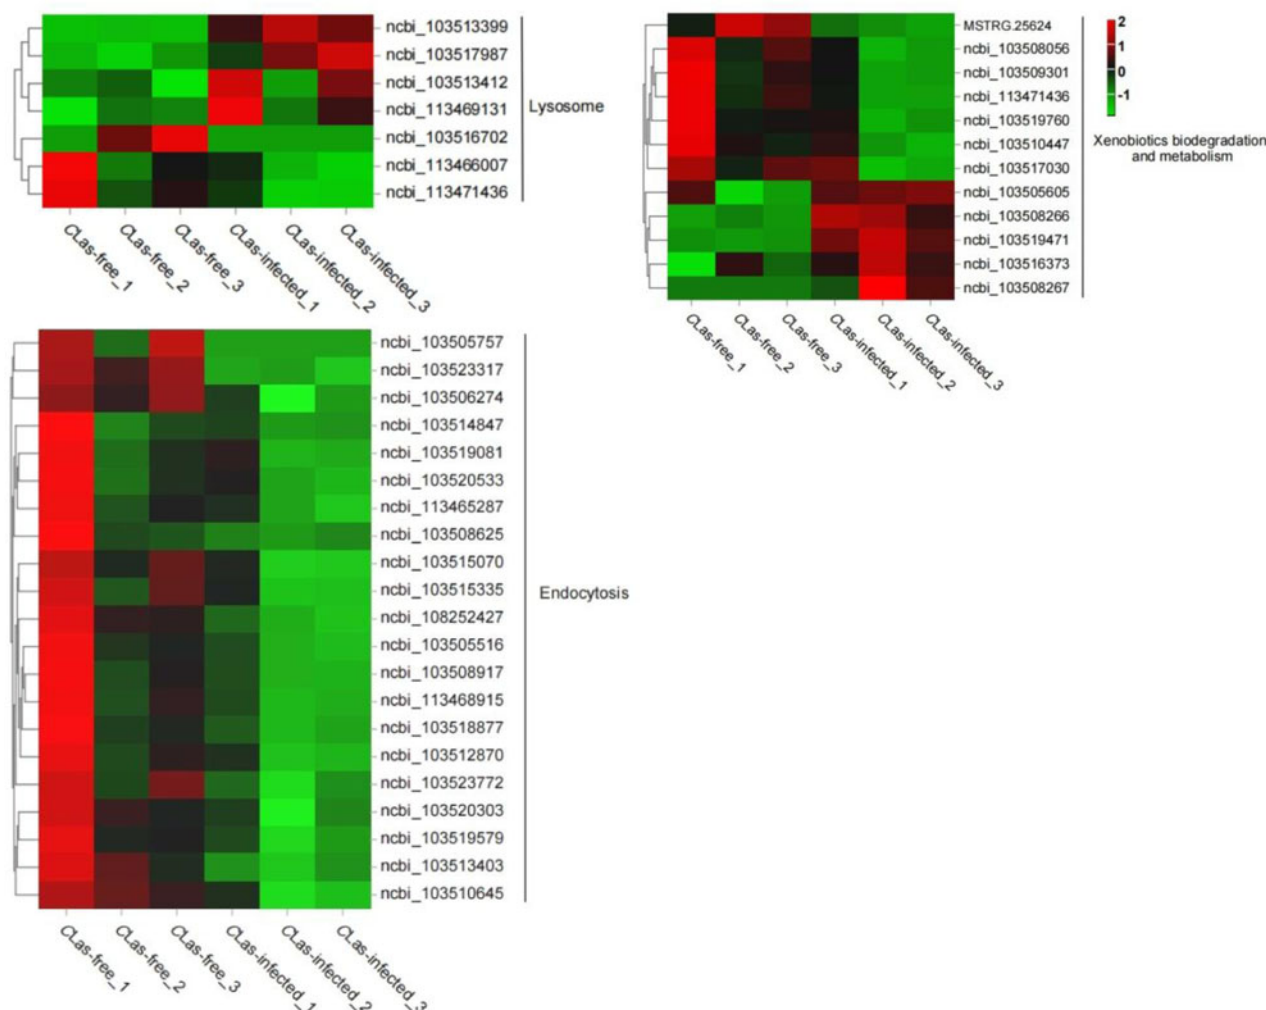 ncbi_103513399
ncbi_103517987
ncbi_103513412
ncbi_113469131
ncbi_103516702
ncbi_113466007
ncbi_113471436
Lysosome
CLas-free_1
CLas-free_2
CLas-free_3
CLas-infected_1
CLas-infected_2
CLas-infected_3
MSTRG.25624
ncbi_103508056
ncbi_103509301
ncbi_113471436
ncbi_103519760
ncbi_103510447
ncbi_103517030
ncbi_103505605
ncbi_103508266
ncbi_103519471
ncbi_103516373
ncbi_103508267
2
1
0
-1
Xenobiotics biodegradation
and metabolism
CLas-free_1
CLas-free_2
CLas-free_3
CLas-infected_1
CLas-infected_2
CLas-infected_3
ncbi_103505757
ncbi_103523317
ncbi_103506274
ncbi_103514847
ncbi_103519081
ncbi_103520533
ncbi_113465287
ncbi_103508625
ncbi_103515070
ncbi_103515335
ncbi_108252427
ncbi_103505516
ncbi_103508917
ncbi_113468915
ncbi_103518877
ncbi_103512870
ncbi_103523772
ncbi_103520303
ncbi_103519579
ncbi_103513403
ncbi_103510645
Endocytosis
CLas-free_1
CLas-free_2
CLas-free_3
CLas-infected_1
CLas-infected_2
CLas-infected_3